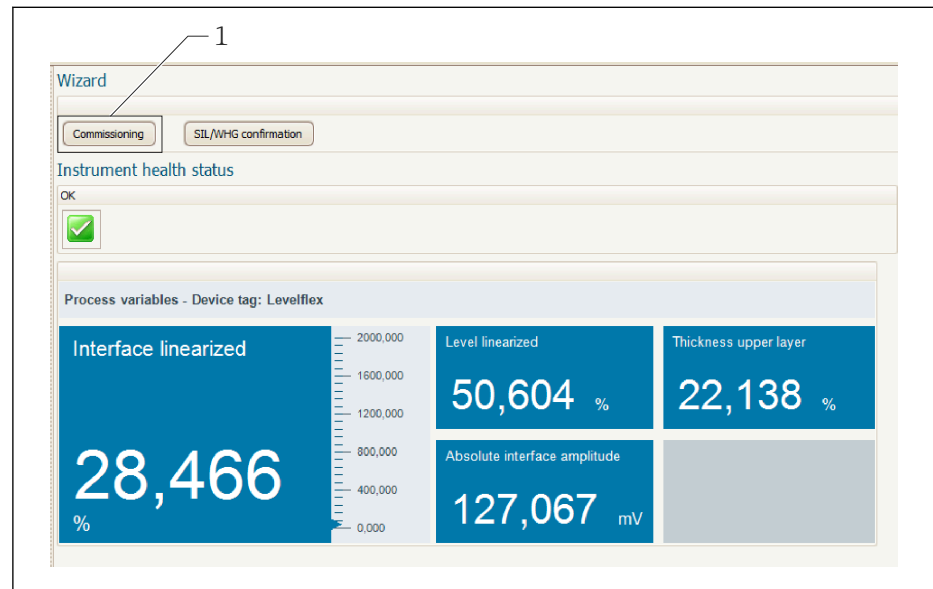 1
Wizard
Commissioning
SIL/WHG confirmation
Instrument health status
OK
Process variables - Device tag: Levelflex
Interface linearized
28,466
%
2000,000
1600,000
1200,000
800,000
400,000
0,000
Level linearized
50,604 %
Thickness upper layer
22,138 %
Absolute interface amplitude
127,067 mV